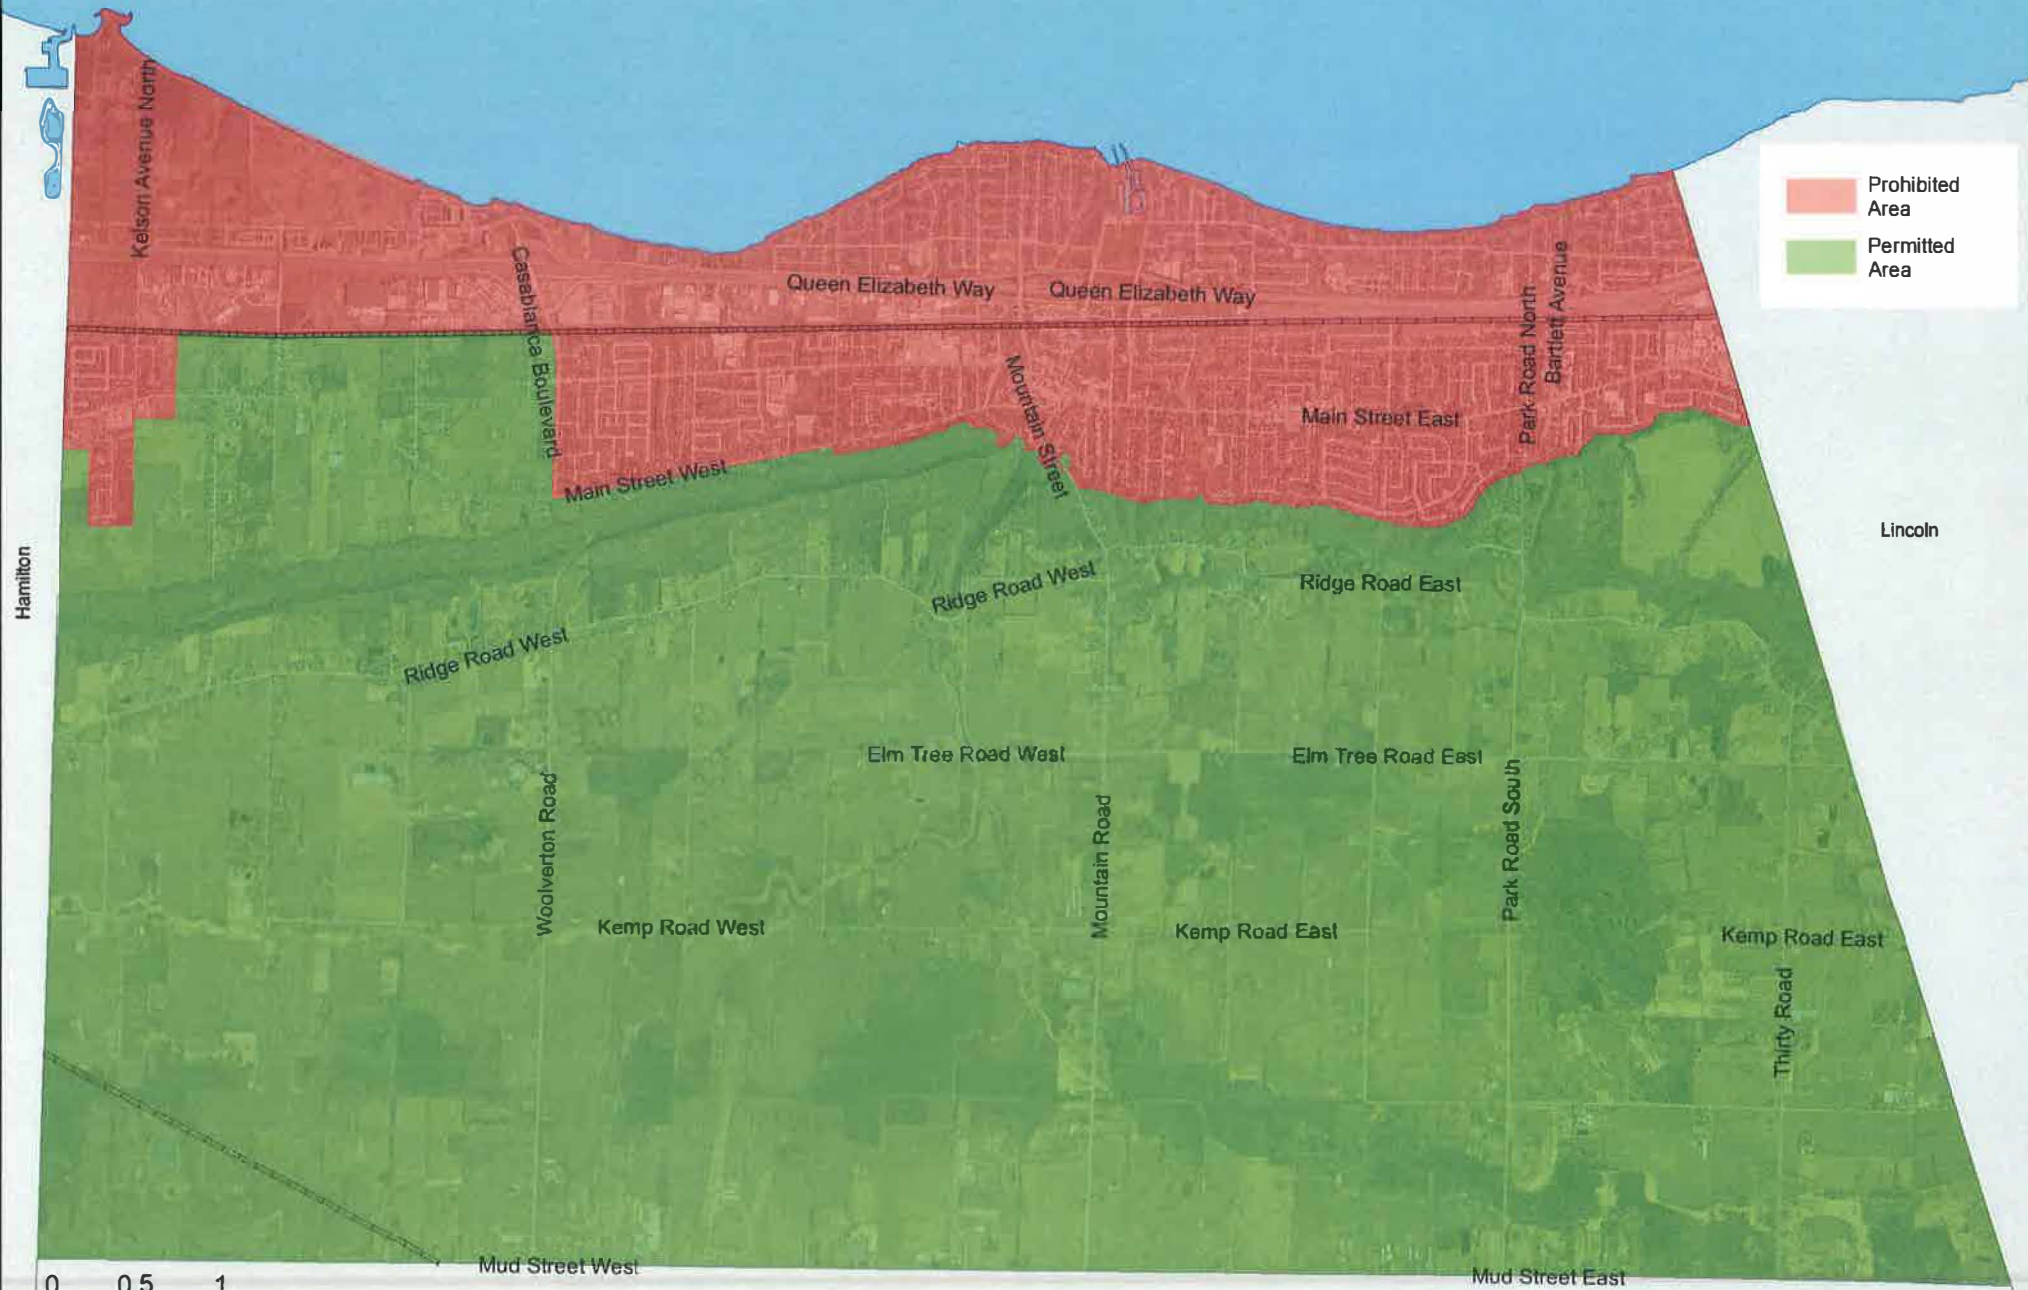 Kelson Avenue North
Casablanca Boulevard
Queen Elizabeth Way
Queen Elizabeth Way
Prohibited
Area
Permitted
Area
Park Road North
Bartlett Avenue
Mountain Street
Main Street East
Main Street West
Hamilton
Lincoln
Ridge Road West
Ridge Road East
Ridge Road West
Elm Tree Road West
Elm Tree Road East
Woolverton Road
Mountain Road
Park Road South
Kemp Road West
Kemp Road East
Kemp Road East
Thirty Road
Mud Street West
Mud Street East
0 0.5 1